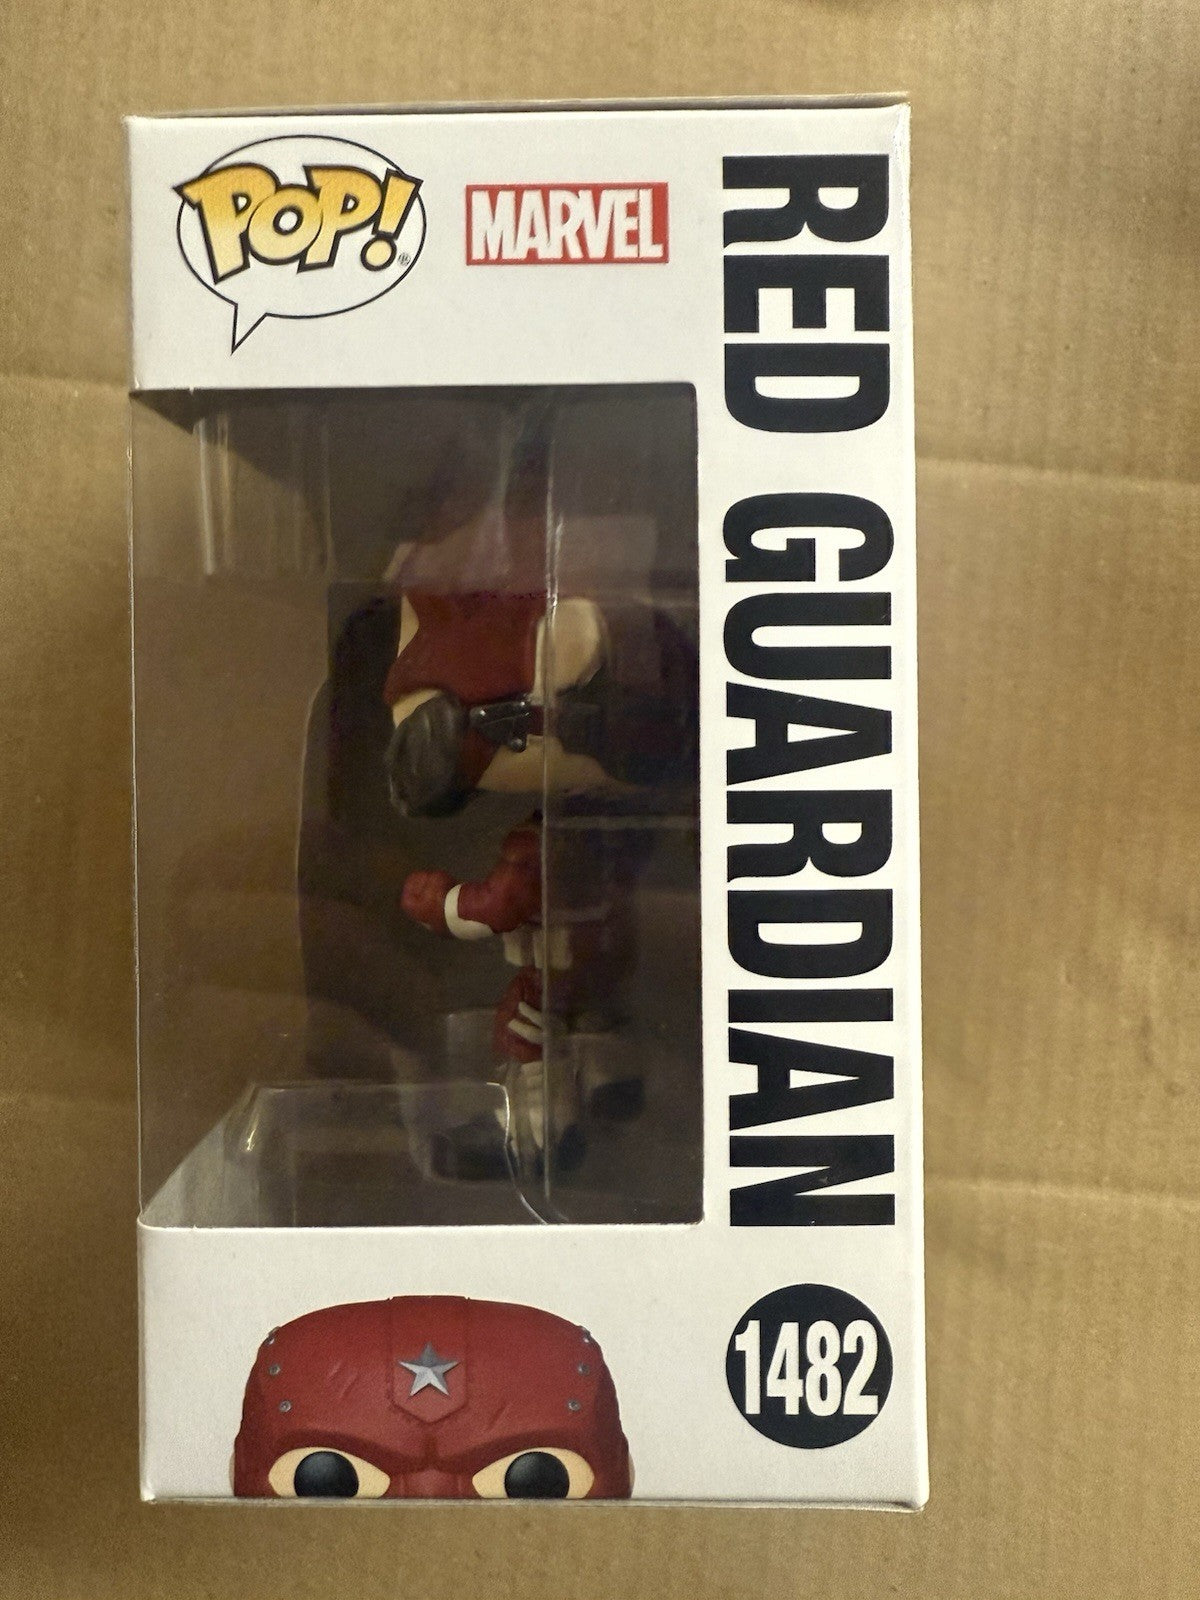 POP!®
MARVEL
RED GUARDIAN
1482